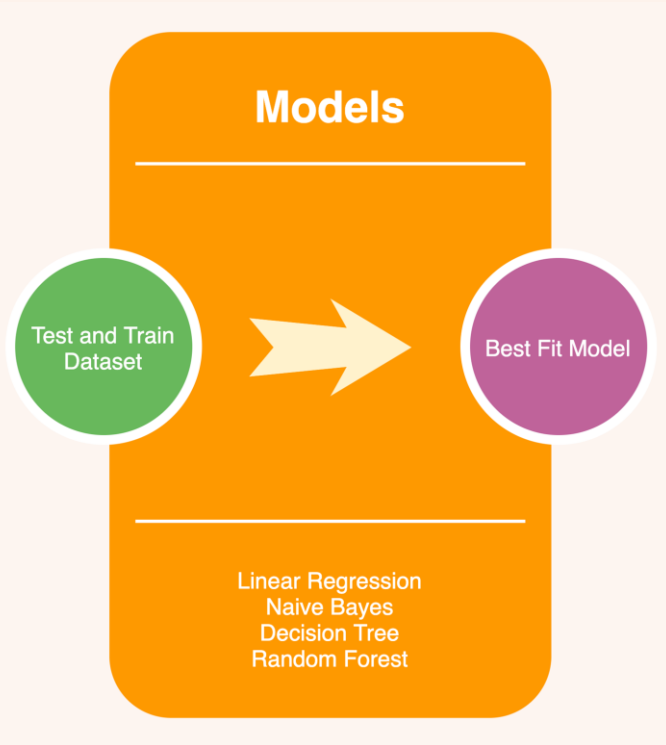 Models
Test and Train
Dataset
Best Fit Model
Linear Regression
Naive Bayes
Decision Tree
Random Forest